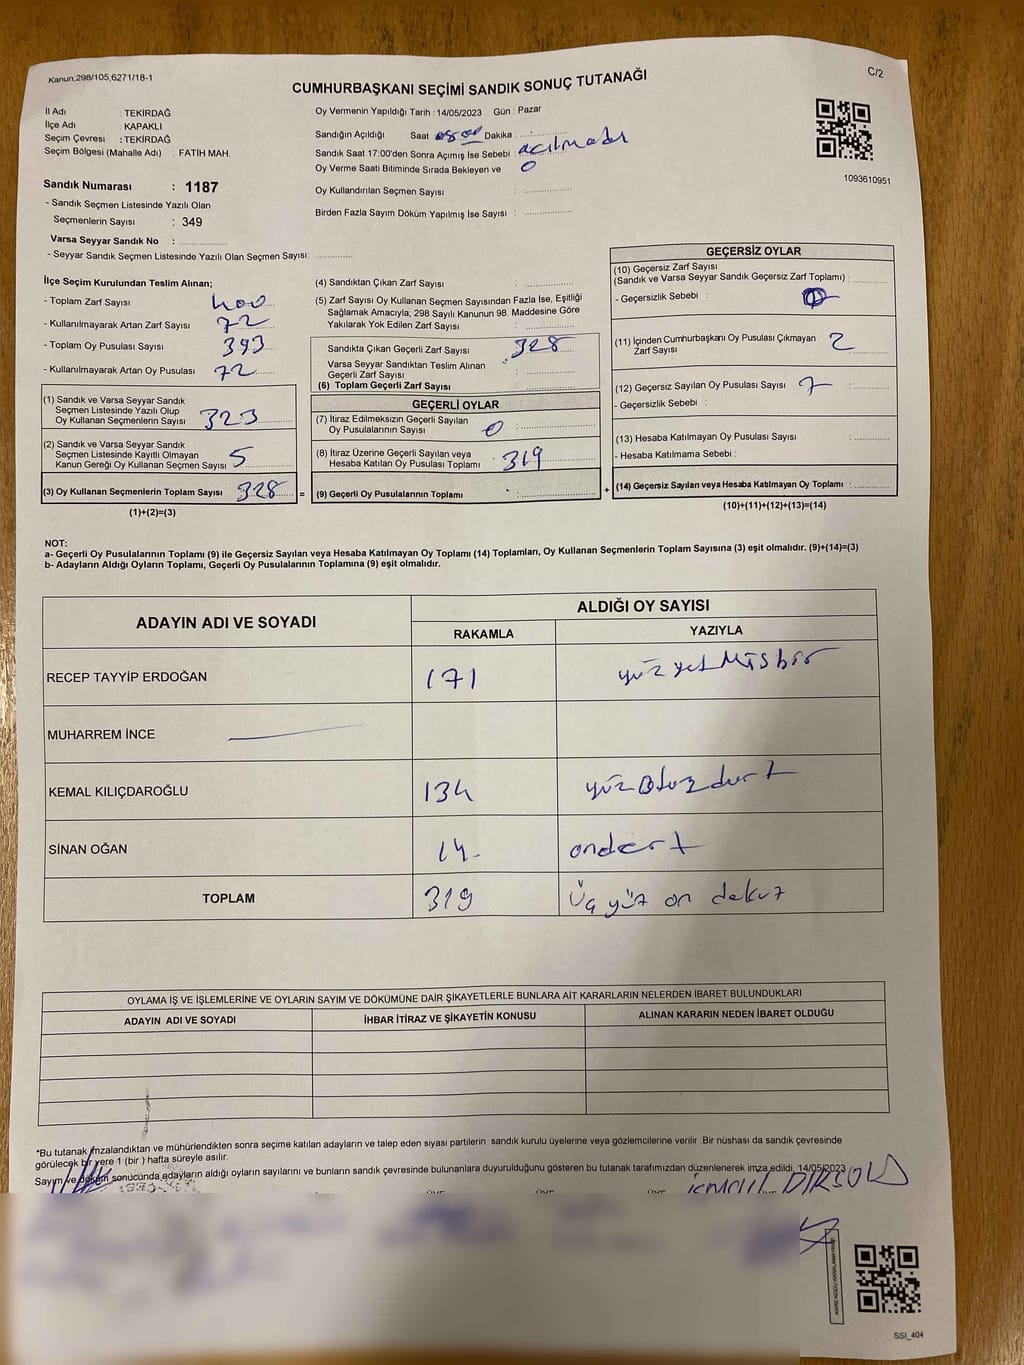 Kanun,298/105,6271/18-1
C/2
CUMHURBAŞKANI SEÇİMİ SANDIK SONUÇ TUTANAĞI
İl Adı : TEKİRDAĞ
İlçe Adı : KAPAKLI
Seçim Çevresi : TEKİRDAĞ
Seçim Bölgesi (Mahalle Adı) : FATİH MAH.
Oy Vermenin Yapıldığı Tarih : 14/05/2023 Gün : Pazar
Sandığın Açıldığı Saat Dakika :
Sandık Saat 17:00'den Sonra Açımış İse Sebebi : açılmadı
Oy Verme Saati Bitiminde Sırada Bekleyen ve 0
Oy Kullandırılan Seçmen Sayısı :
Birden Fazla Sayım Döküm Yapılmış İse Sayısı :
1093610951
Sandık Numarası : 1187
- Sandık Seçmen Listesinde Yazılı Olan
Seçmenlerin Sayısı : 349
Varsa Seyyar Sandık No :
- Seyyar Sandık Seçmen Listesinde Yazılı Olan Seçmen Sayısı:
İlçe Seçim Kurulundan Teslim Alınan;
- Toplam Zarf Sayısı 400
- Kullanılmayarak Artan Zarf Sayısı 72
- Toplam Oy Pusulası Sayısı 393
- Kullanılmayarak Artan Oy Pusulası 72
(1) Sandık ve Varsa Seyyar Sandık
Seçmen Listesinde Yazılı Olup
Oy Kullanan Seçmenlerin Sayısı 323
(2) Sandık ve Varsa Seyyar Sandık
Seçmen Listesinde Kayıtlı Olmayan
Kanun Gereği Oy Kullanan Seçmen Sayısı 5
(3) Oy Kullanan Seçmenlerin Toplam Sayısı 328 =
(1)+(2)=(3)
(4) Sandıktan Çıkan Zarf Sayısı :
(5) Zarf Sayısı Oy Kullanan Seçmen Sayısından Fazla İse, Eşitliği
Sağlamak Amacıyla, 298 Sayılı Kanunun 98. Maddesine Göre
Yakılarak Yok Edilen Zarf Sayısı :
Sandıkta Çıkan Geçerli Zarf Sayısı : 328
Varsa Seyyar Sandıktan Teslim Alınan
Geçerli Zarf Sayısı :
(6) Toplam Geçerli Zarf Sayısı :
GEÇERLİ OYLAR
(7) İtiraz Edilmeksizin Geçerli Sayılan
Oy Pusulalarının Sayısı : 0
(8) İtiraz Üzerine Geçerli Sayılan veya
Hesaba Katılan Oy Pusulası Toplamı : 319
(9) Geçerli Oy Pusulalarının Toplamı : +
GEÇERSİZ OYLAR
(10) Geçersiz Zarf Sayısı
(Sandık ve Varsa Seyyar Sandık Geçersiz Zarf Toplamı) :
- Geçersizlik Sebebi :
(11) İçinden Cumhurbaşkanı Oy Pusulası Çıkmayan
Zarf Sayısı 2
(12) Geçersiz Sayılan Oy Pusulası Sayısı 7
- Geçersizlik Sebebi :
(13) Hesaba Katılmayan Oy Pusulası Sayısı :
- Hesaba Katılmama Sebebi :
(14) Geçersiz Sayılan veya Hesaba Katılmayan Oy Toplamı :
(10)+(11)+(12)+(13)=(14)
NOT:
a- Geçerli Oy Pusulalarının Toplamı (9) ile Geçersiz Sayılan veya Hesaba Katılmayan Oy Toplamı (14) Toplamları, Oy Kullanan Seçmenlerin Toplam Sayısına (3) eşit olmalıdır. (9)+(14)=(3)
b- Adayların Aldığı Oyların Toplamı, Geçerli Oy Pusulalarının Toplamına (9) eşit olmalıdır.
ADAYIN ADI VE SOYADI
ALDIĞI OY SAYISI
RAKAMLA YAZIYLA
RECEP TAYYİP ERDOĞAN 171 yüz yetmiş bir
MUHARREM İNCE
KEMAL KILIÇDAROĞLU 134 yüz otuz dört
SİNAN OĞAN 14 ondert
TOPLAM 319 üç yüz on dokuz
OYLAMA İŞ VE İŞLEMLERİNE VE OYLARIN SAYIM VE DÖKÜMÜNE DAİR ŞİKAYETLERLE BUNLARA AİT KARARLARIN NELERDEN İBARET BULUNDUKLARI
ADAYIN ADI VE SOYADI İHBAR İTİRAZ VE ŞİKAYETİN KONUSU ALINAN KARARIN NEDEN İBARET OLDUĞU
*Bu tutanak imzalandıktan ve mühürlendikten sonra seçime katılan adayların ve talep eden siyasi partilerin sandık kurulu üyelerine veya gözlemcilerine verilir .Bir nüshası da sandık çevresinde
görülecek bir yere 1 (bir ) hafta süreyle asılır.
Sayım ve döküm sonucunda,adayların aldığı oyların sayılarını ve bunların sandık çevresinde bulunanlara duyurulduğunu gösteren bu tutanak tarafımızdan düzenlenerek imza edildi. 14/05/2023
SSI_404